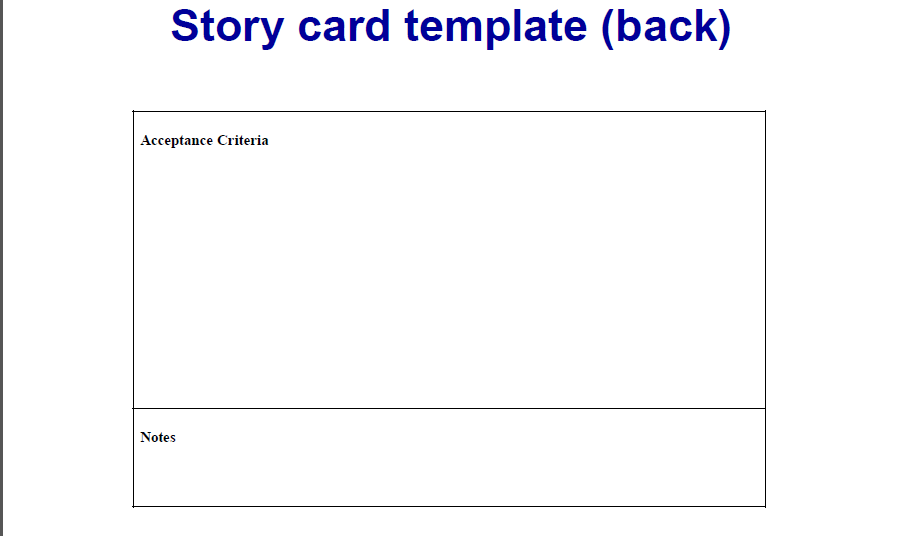 Story card template (back)
Acceptance Criteria
Notes